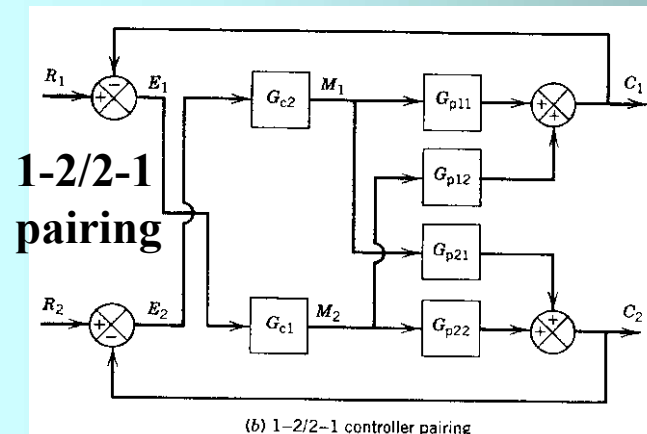 R1
E1
Gc2
M1
Gp11
C1
1-2/2-1
pairing
Gp12
Gp21
R2
E2
Gc1
M2
Gp22
C2
(b) 1–2/2–1 controller pairing